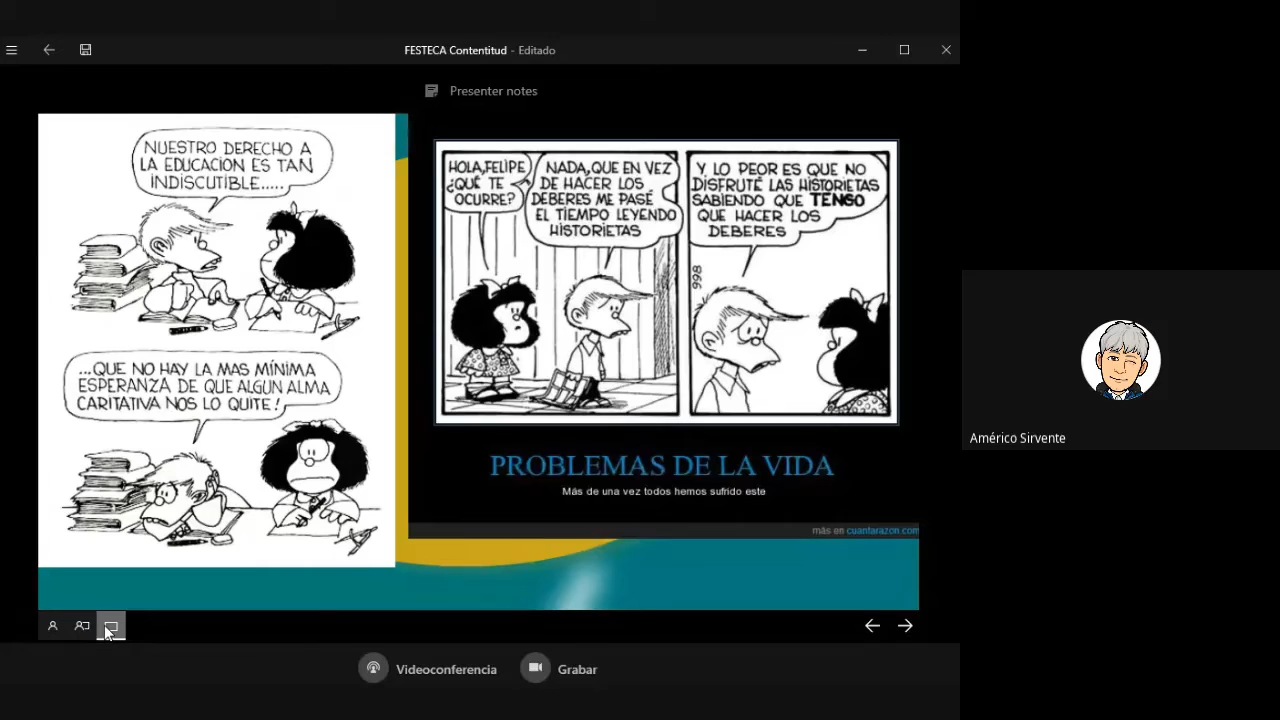 FESTECA Contentitud - Editado
Presenter notes
NUESTRO DERECHO A
LA EDUCACION ES TAN
INDISCUTIBLE.....
...QUE NO HAY LA MAS MÍNIMA
ESPERANZA DE QUE ALGUN ALMA
CARITATIVA NOS LO QUITE!
HOLA,FELIPE
¿QUÉ TE
OCURRE?
NADA,QUE EN VEZ
DE HACER LOS
DEBERES ME PASÉ
EL TIEMPO LEYENDO
HISTORIETAS
Y LO PEOR ES QUE NO
DISFRUTÉ LAS HISTORIETAS
SABIENDO QUE TENGO
QUE HACER LOS
DEBERES
998
PROBLEMAS DE LA VIDA
Más de una vez todos hemos sufrido este
más en cuantarazon.com
Américo Sirvente
Videoconferencia
Grabar